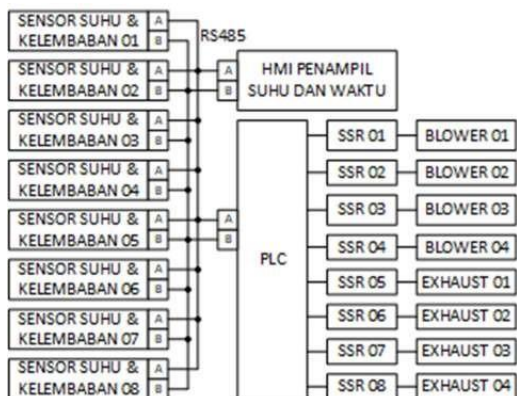 SENSOR SUHU & A
KELEMBABAN 01 B
RS485
SENSOR SUHU & A
KELEMBABAN 02 B
A HMI PENAMPIL
B SUHU DAN WAKTU
SENSOR SUHU & A
KELEMBABAN 03 B
SENSOR SUHU & A
KELEMBABAN 04 B
SENSOR SUHU & A
KELEMBABAN 05 B
SENSOR SUHU & A
KELEMBABAN 06 B
SENSOR SUHU & A
KELEMBABAN 07 B
SENSOR SUHU & A
KELEMBABAN 08 B
A
B
PLC
SSR 01 BLOWER 01
SSR 02 BLOWER 02
SSR 03 BLOWER 03
SSR 04 BLOWER 04
SSR 05 EXHAUST 01
SSR 06 EXHAUST 02
SSR 07 EXHAUST 03
SSR 08 EXHAUST 04